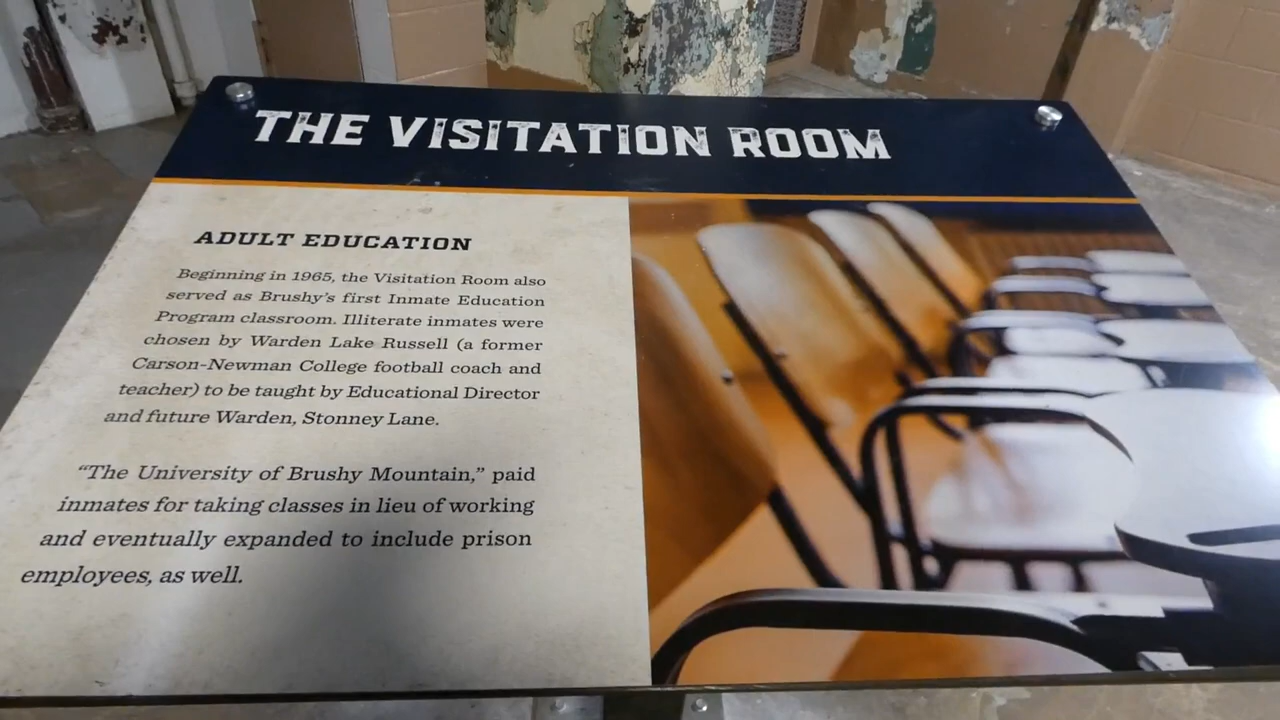 THE VISITATION ROOM
ADULT EDUCATION
Beginning in 1965, the Visitation Room also
served as Brushy's first Inmate Education
Program classroom. Illiterate inmates were
chosen by Warden Lake Russell (a former
Carson-Newman College football coach and
teacher) to be taught by Educational Director
and future Warden, Stonney Lane.
"The University of Brushy Mountain," paid
inmates for taking classes in lieu of working
and eventually expanded to include prison
employees, as well.